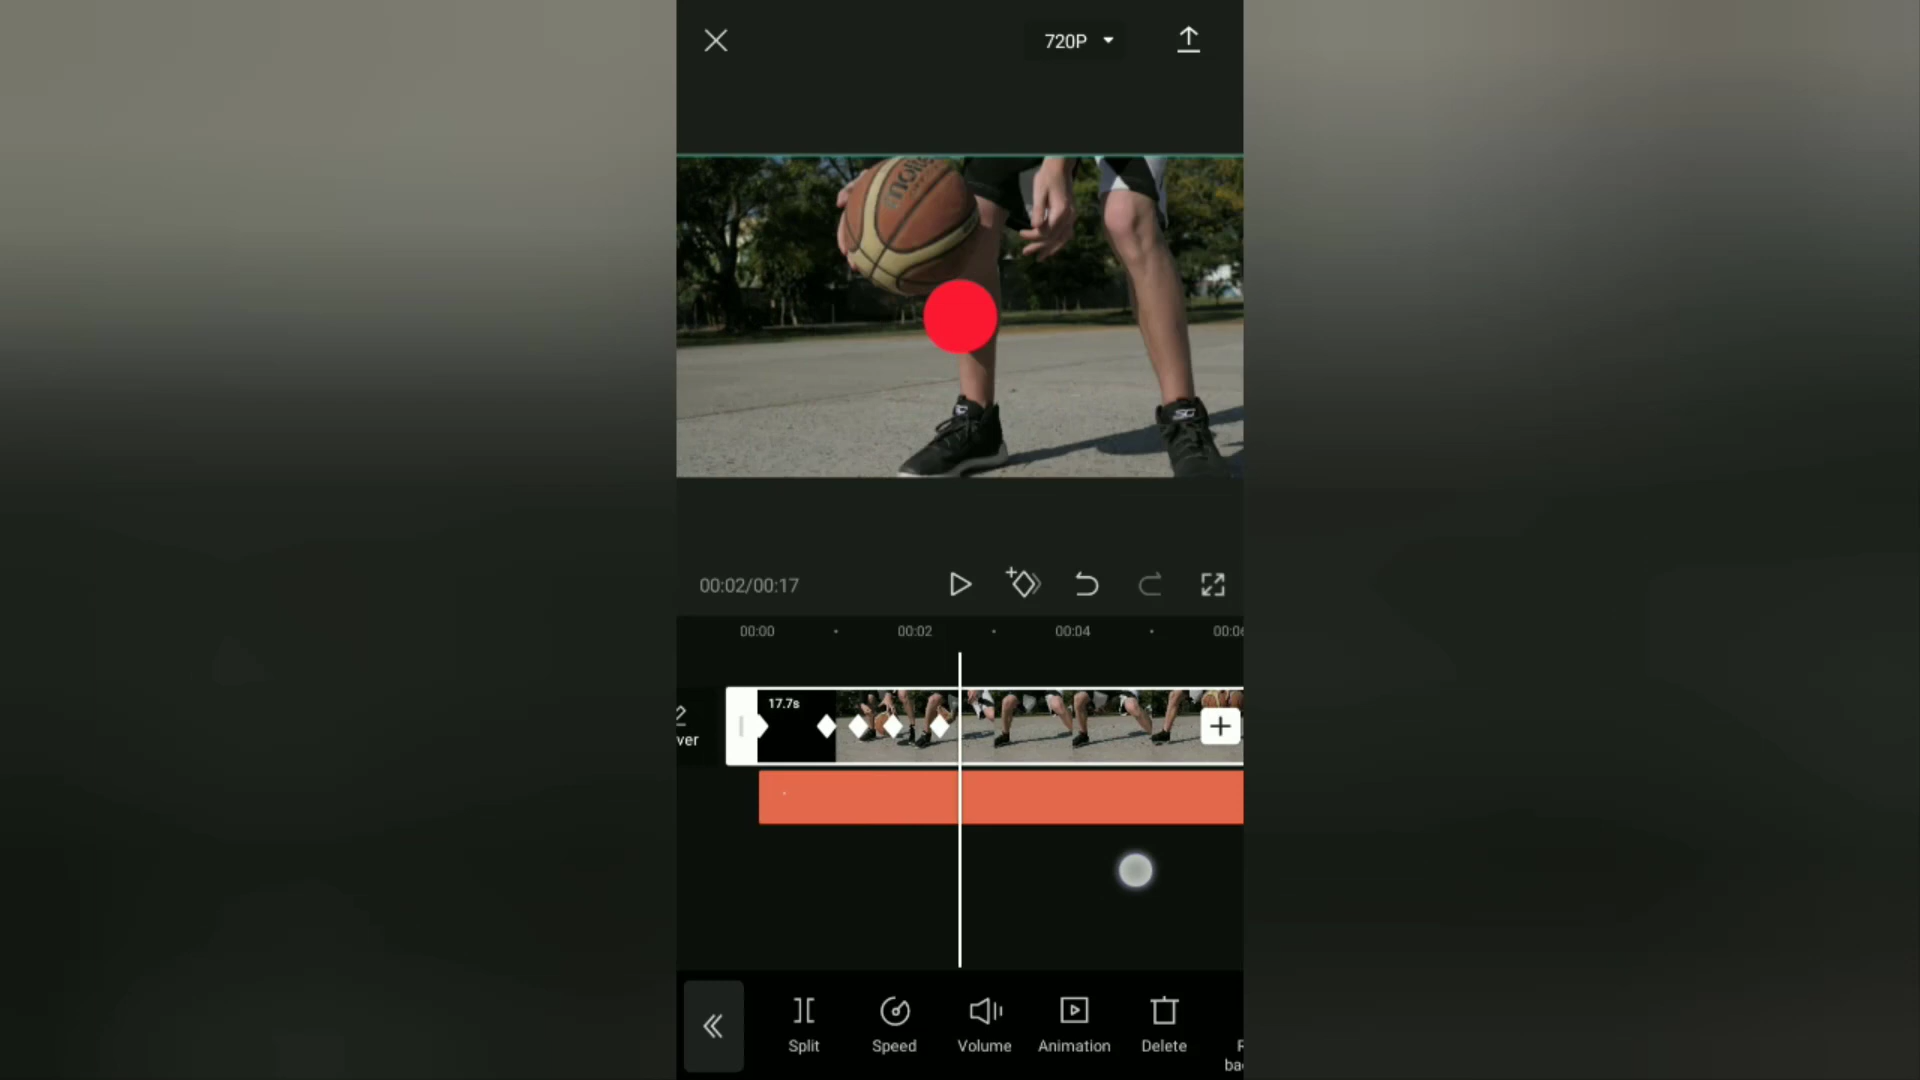 720P
molten
00:02/00:17
00:00
00:02
00:04
17.7s
ver
Split
Speed
Volume
Animation
Delete